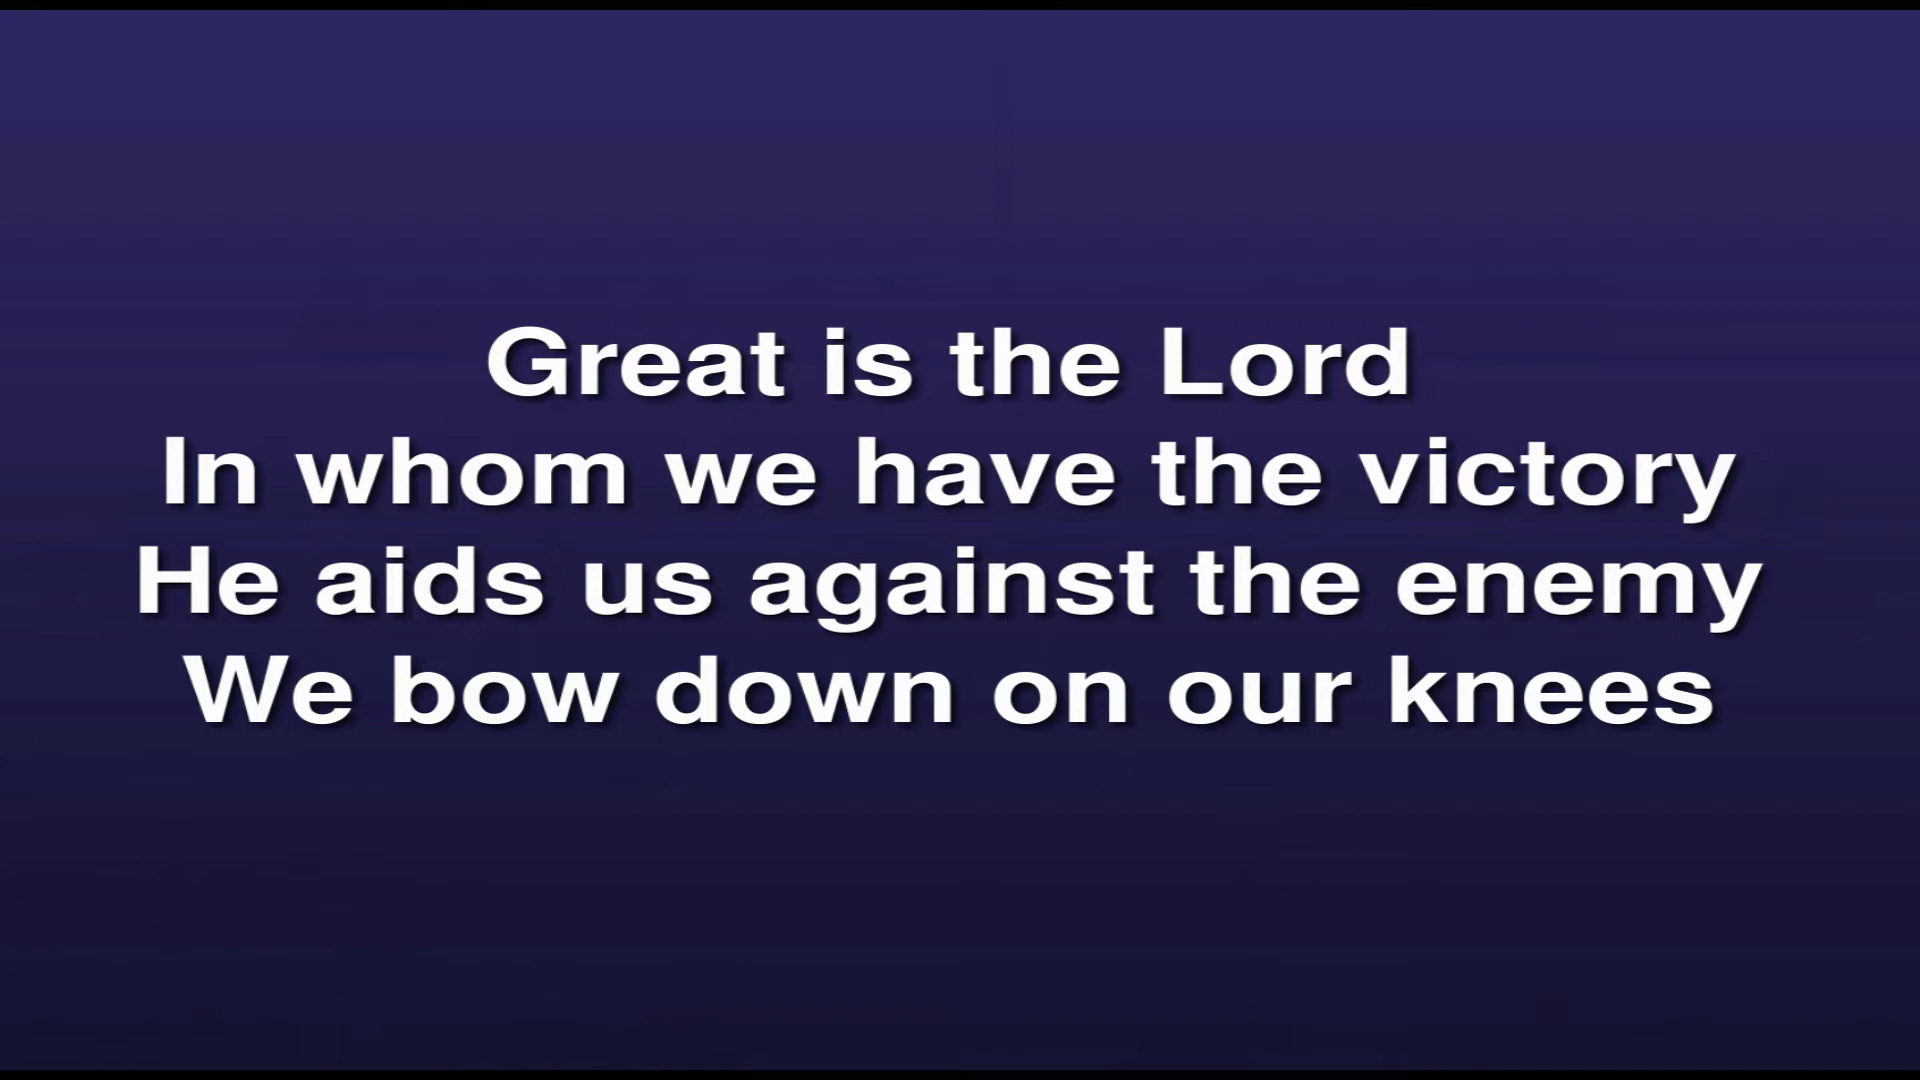 Great is the Lord
In whom we have the victory
He aids us against the enemy
We bow down on our knees